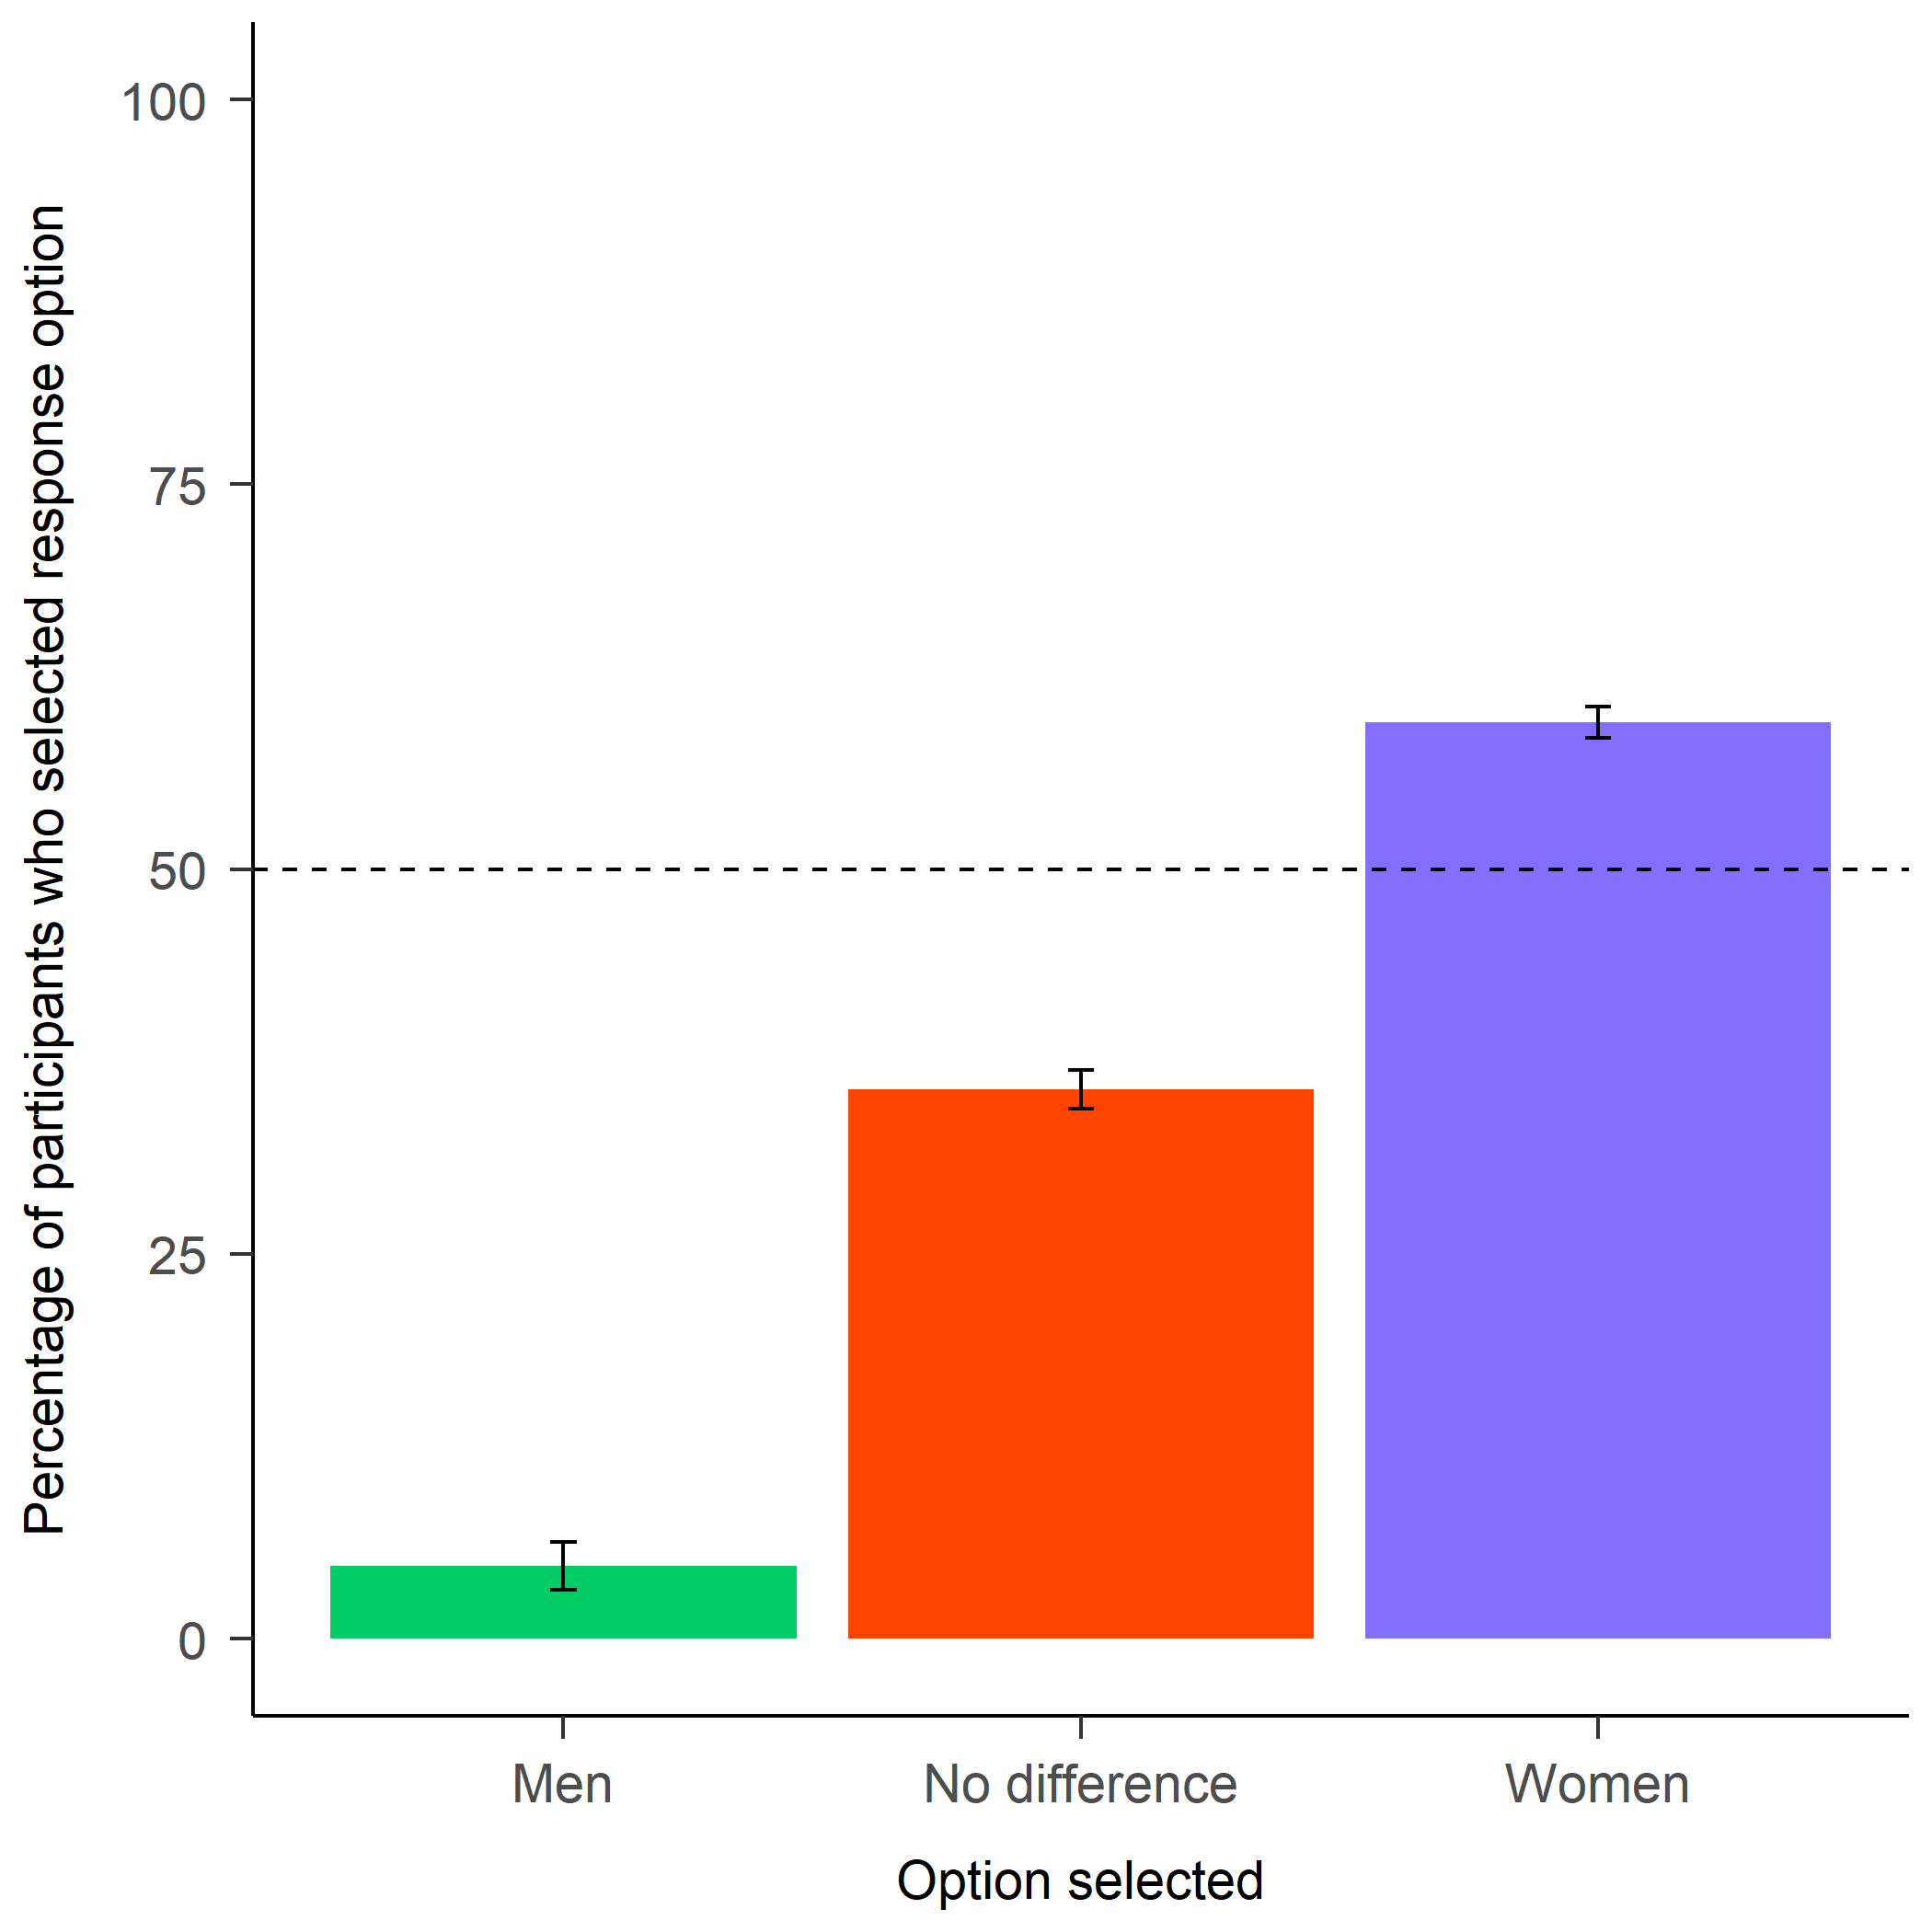 Percentage of participants who selected response option
100
75
50
25
0
Men
No difference
Women
Option selected